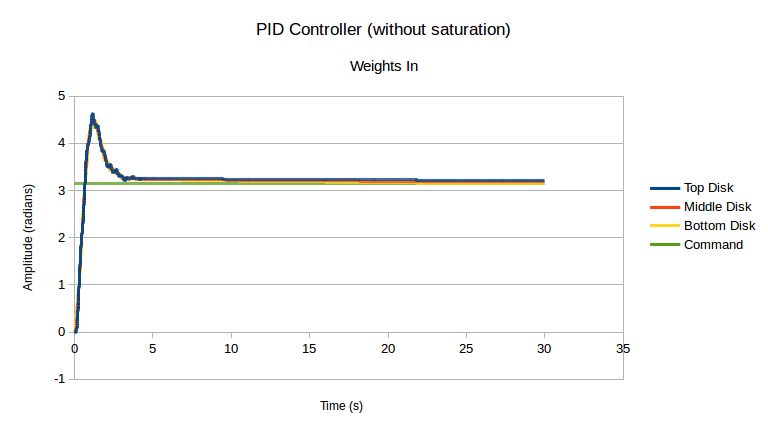 PID Controller (without saturation)
Weights In
5
4
3
2
1
0
-1
Amplitude (radians)
0 5 10 15 20 25 30 35
Time (s)
Top Disk
Middle Disk
Bottom Disk
Command